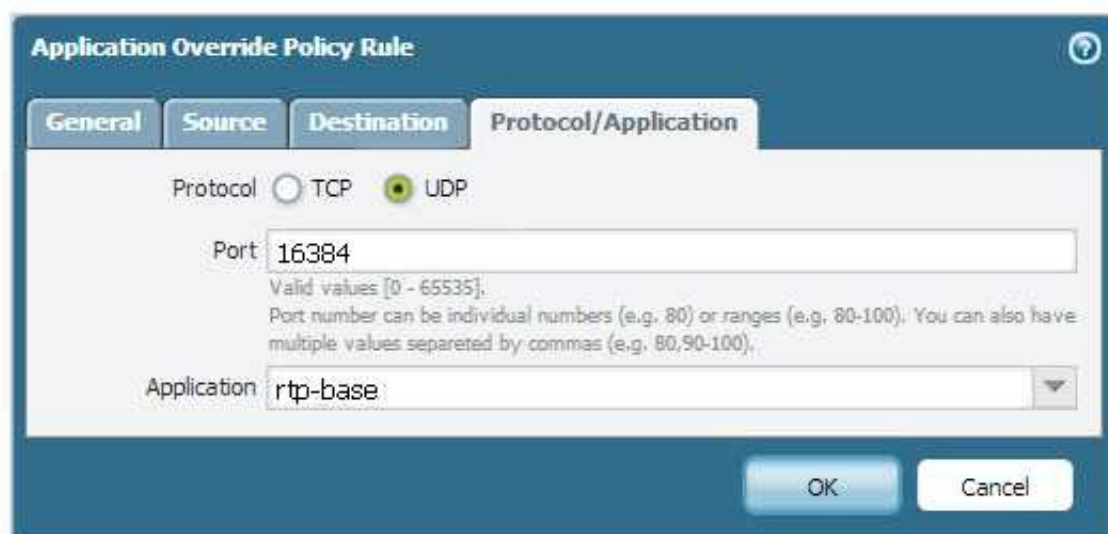 Application Override Policy Rule
?
General Source Destination Protocol/Application
Protocol TCP UDP
Port 16384
Valid values [0 - 65535].
Port number can be individual numbers (e.g. 80) or ranges (e.g. 80-100). You can also have
multiple values separeted by commas (e.g. 80,90-100).
Application rtp-base
OK Cancel